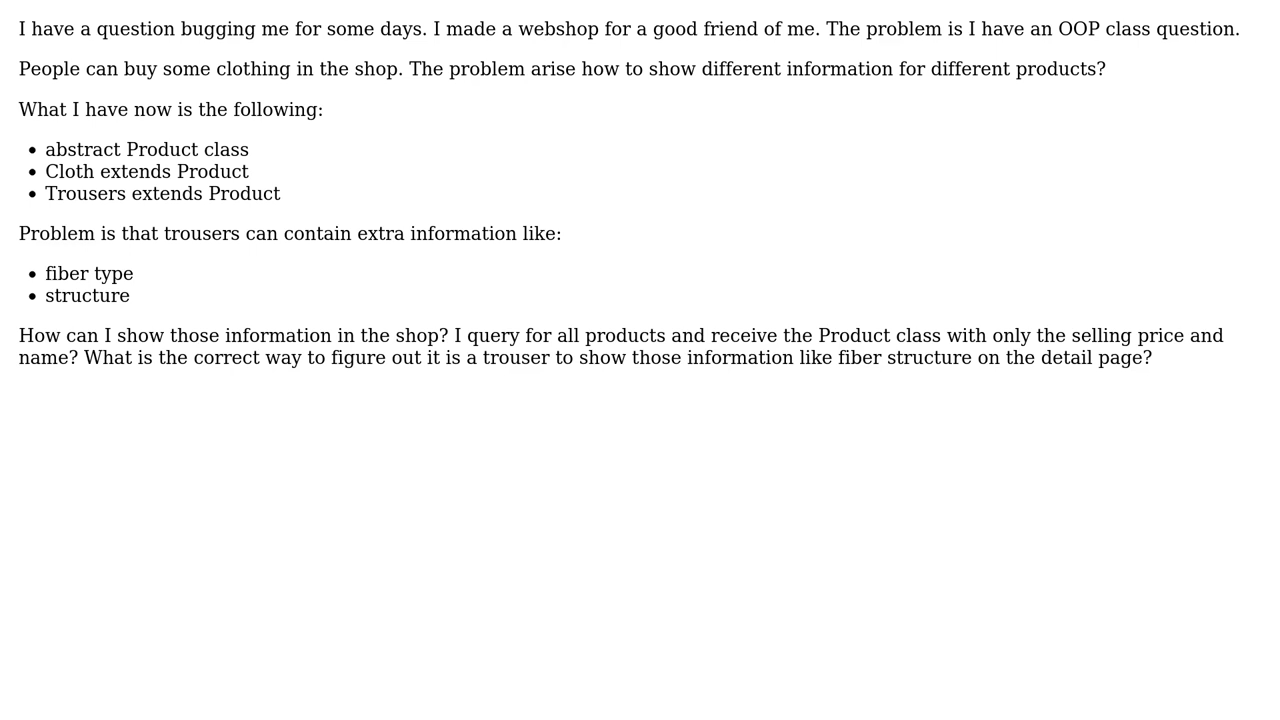 I have a question bugging me for some days. I made a webshop for a good friend of me. The problem is I have an OOP class question.
People can buy some clothing in the shop. The problem arise how to show different information for different products?
What I have now is the following:
• abstract Product class
• Cloth extends Product
• Trousers extends Product
Problem is that trousers can contain extra information like:
• fiber type
• structure
How can I show those information in the shop? I query for all products and receive the Product class with only the selling price and
name? What is the correct way to figure out it is a trouser to show those information like fiber structure on the detail page?